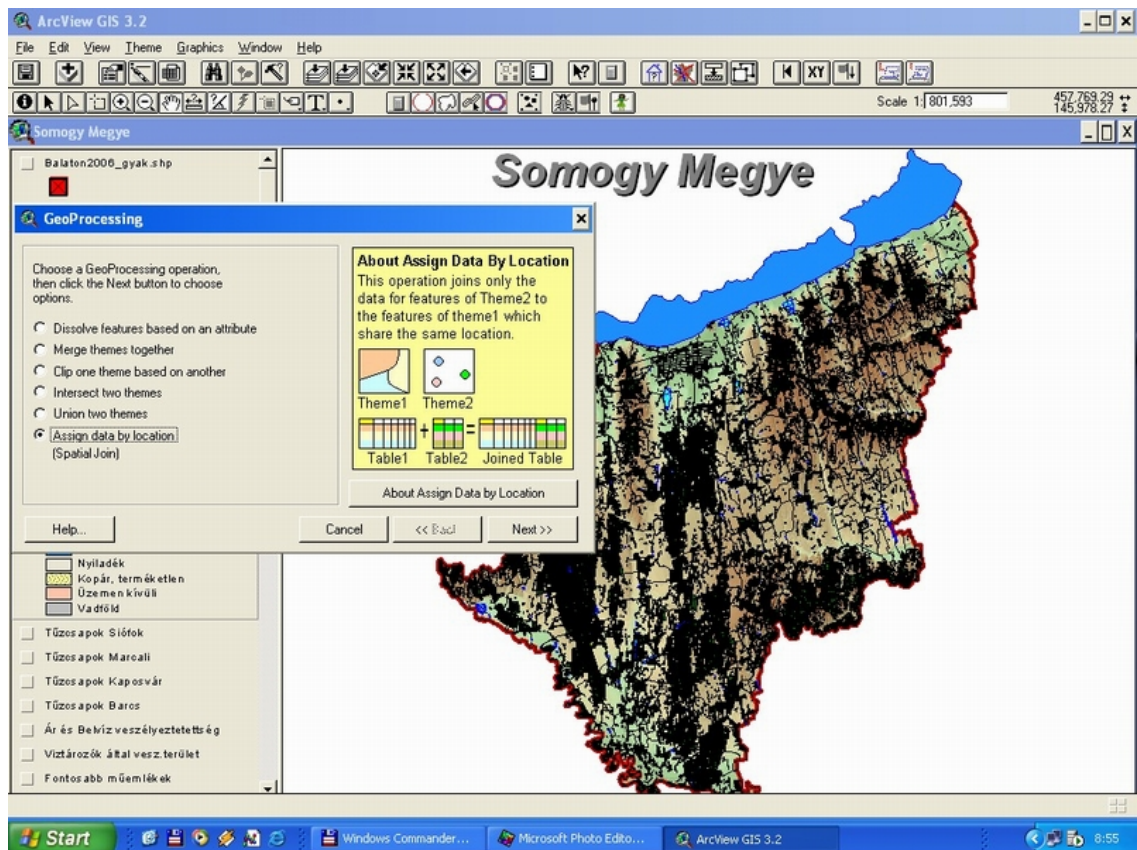 ArcView GIS 3.2
File Edit View Theme Graphics Window Help
XY
T
Scale 1: 801,593
457,769.29
145,978.27
Somogy Megye
Balaton2006_gyak.shp
Somogy Megye
GeoProcessing
Choose a GeoProcessing operation,
then click the Next button to choose
options.
Dissolve features based on an attribute
Merge themes together
Clip one theme based on another
Intersect two themes
Union two themes
Assign data by location
(Spatial Join)
About Assign Data By Location
This operation joins only the
data for features of Theme2 to
the features of theme1 which
share the same location.
Theme1 Theme2
+ =
Table1 Table2 Joined Table
About Assign Data by Location
Help... Cancel << Back Next >>
Nyiladék
Kopár, terméketlen
Üzemen kívüli
Vadföld
Tűzcsapok Siófok
Tűzcsapok Marcali
Tűzcsapok Kaposvár
Tűzcsapok Barcs
Ár és Belvíz veszélyeztetettség
Víztározók által vesz.terület
Fontosabb műemlékek
Start Windows Commander... Microsoft Photo Edito... ArcView GIS 3.2 8:55